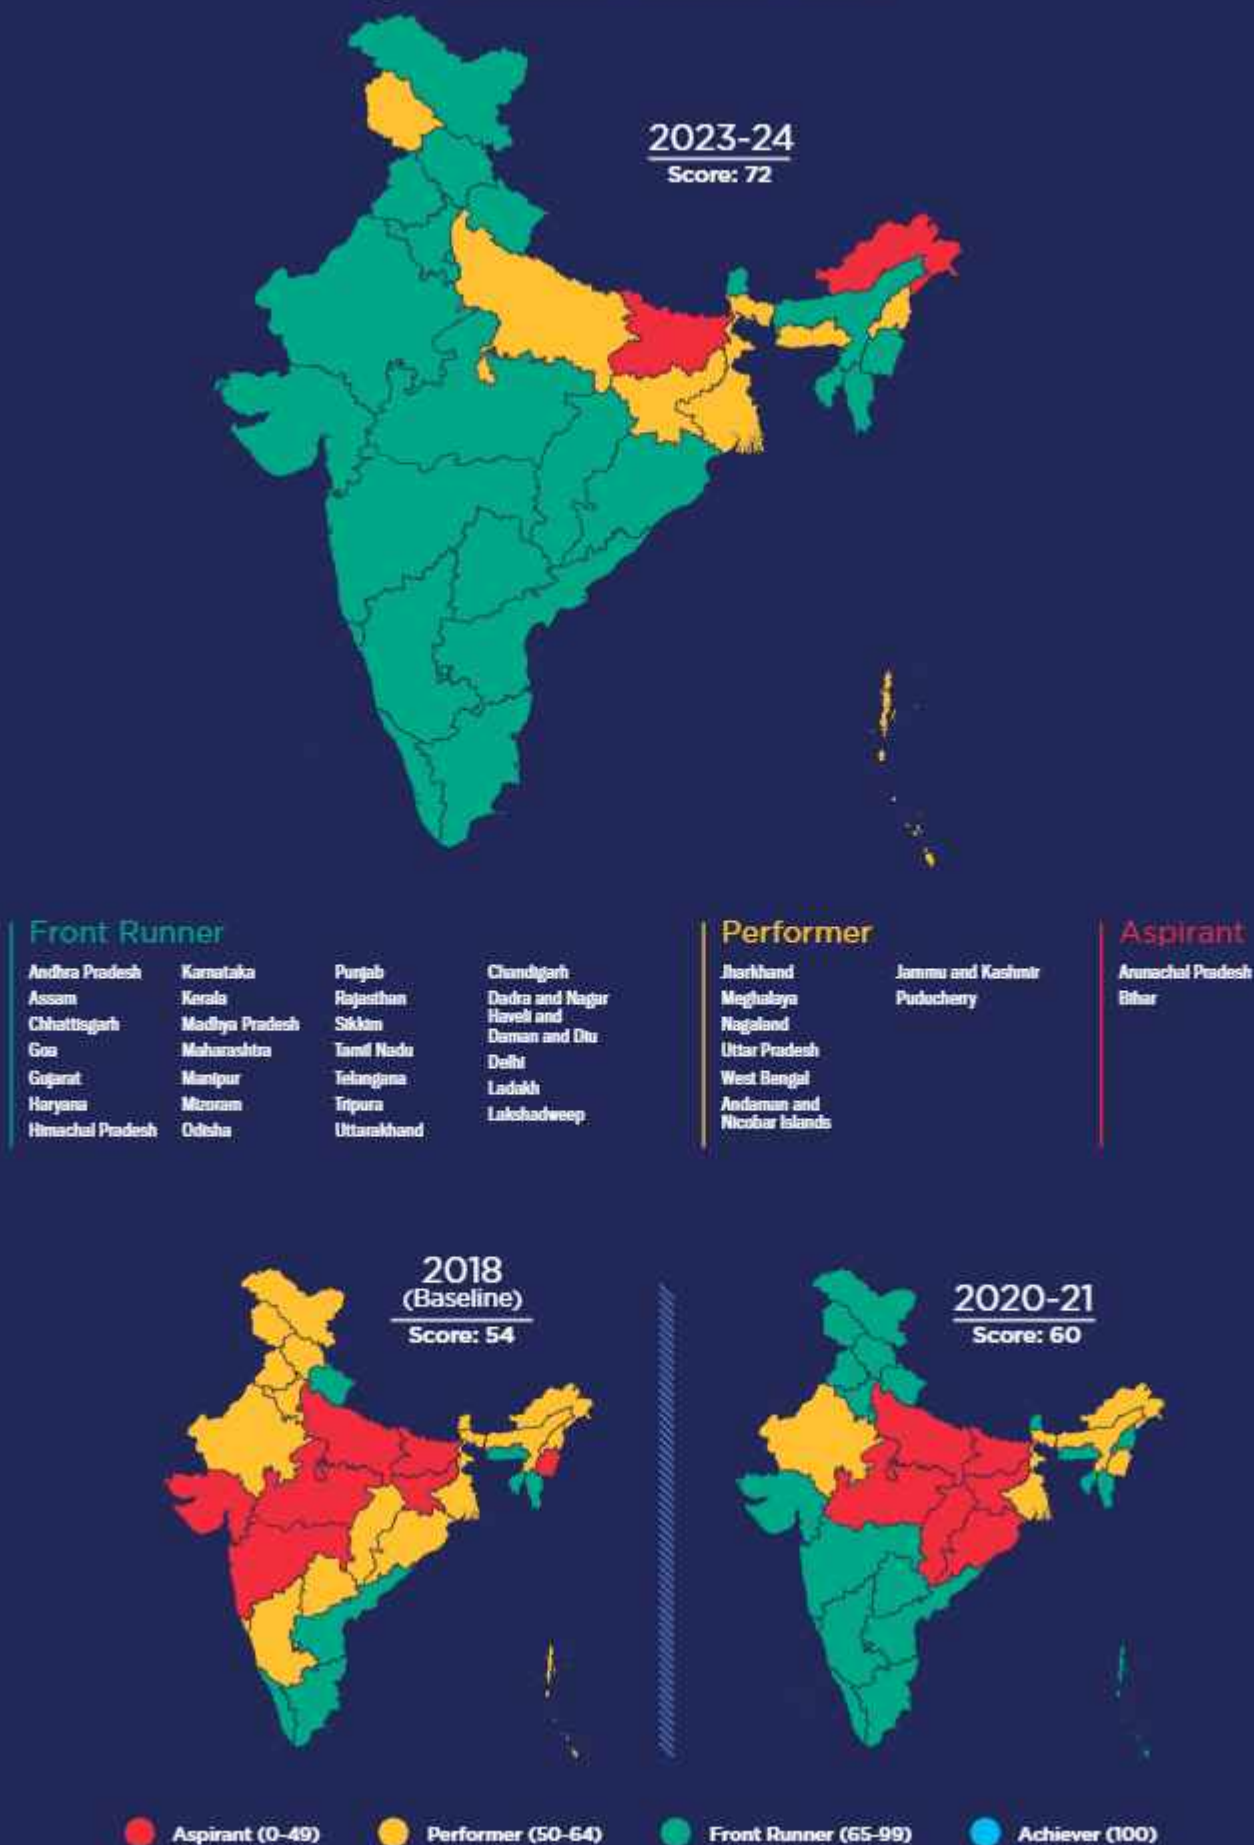 2023-24
Score: 72
Front Runner
Andhra Pradesh
Assam
Chhattisgarh
Goa
Gujarat
Haryana
Himachal Pradesh
Karnataka
Kerala
Madhya Pradesh
Maharashtra
Manipur
Mizoram
Odisha
Punjab
Rajasthan
Sikkim
Tamil Nadu
Telangana
Tripura
Uttarakhand
Chandigarh
Dadra and Nagar
Haveli and
Daman and Diu
Delhi
Ladakh
Lakshadweep
Performer
Jharkhand
Meghalaya
Nagaland
Uttar Pradesh
West Bengal
Andaman and
Nicobar Islands
Jammu and Kashmir
Puducherry
Aspirant
Arunachal Pradesh
Bihar
2018
(Baseline)
Score: 54
2020-21
Score: 60
Aspirant (0-49)
Performer (50-64)
Front Runner (65-99)
Achiever (100)